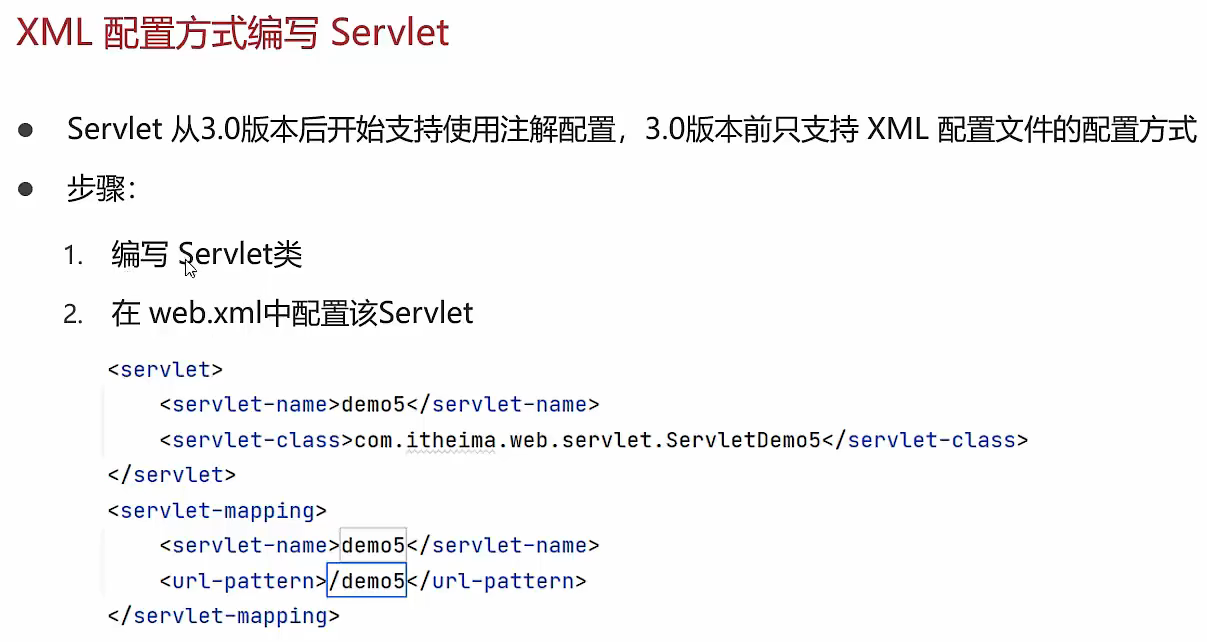 XML 配置方式编写 Servlet
● Servlet 从3.0版本后开始支持使用注解配置，3.0版本前只支持 XML 配置文件的配置方式
● 步骤：
1. 编写 Servlet类
2. 在 web.xml中配置该Servlet
<servlet>
    <servlet-name>demo5</servlet-name>
    <servlet-class>com.itheima.web.servlet.ServletDemo5</servlet-class>
</servlet>
<servlet-mapping>
    <servlet-name>demo5</servlet-name>
    <url-pattern>/demo5</url-pattern>
</servlet-mapping>